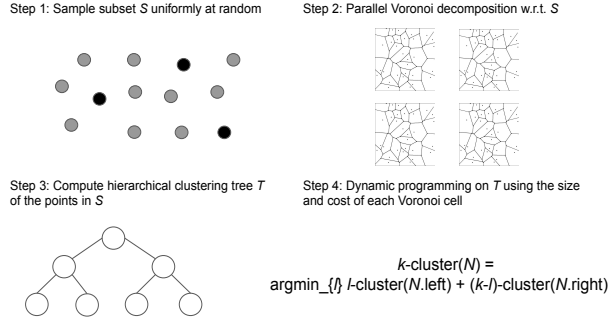 Step 1: Sample subset S uniformly at random
Step 2: Parallel Voronoi decomposition w.r.t. S
Step 3: Compute hierarchical clustering tree T
of the points in S
Step 4: Dynamic programming on T using the size
and cost of each Voronoi cell
k-cluster(N) =
argmin_{l} l-cluster(N.left) + (k-l)-cluster(N.right)